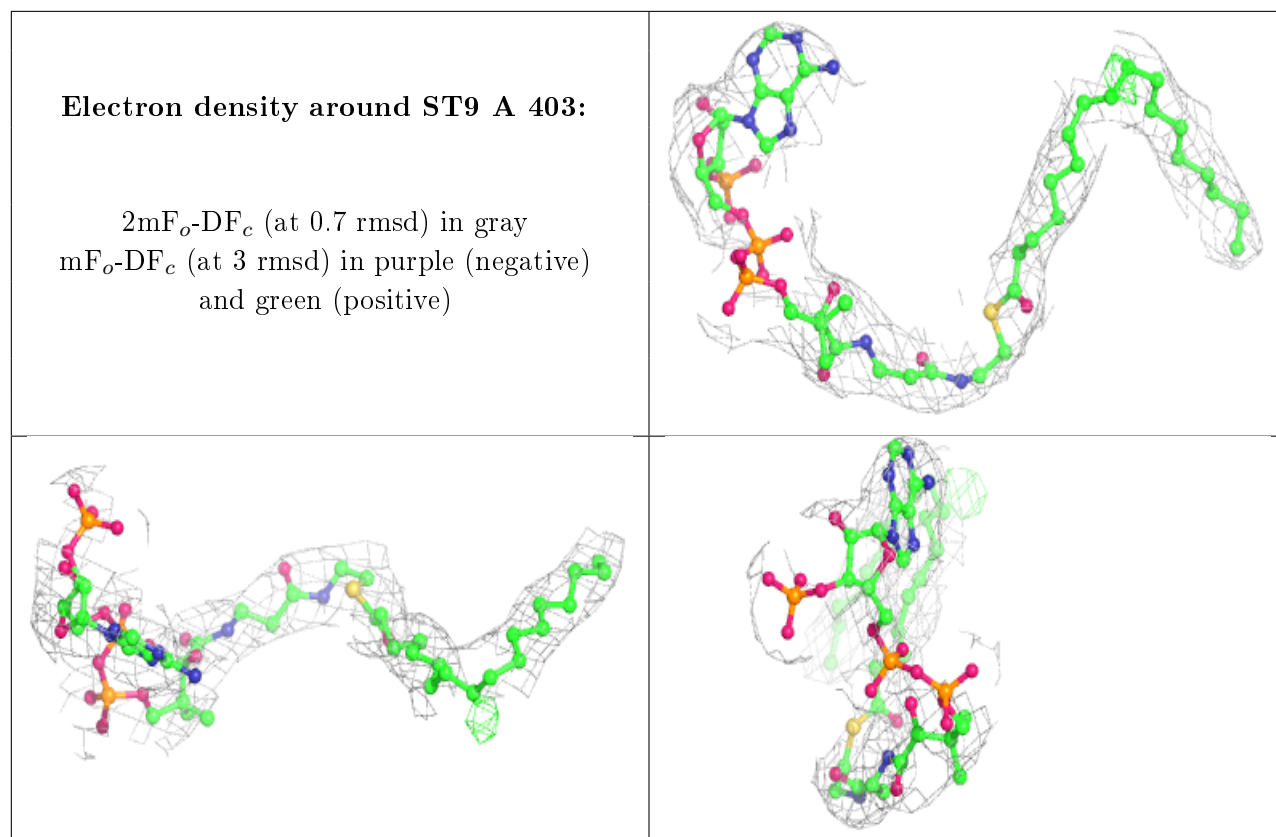 Electron density around ST9 A 403:
2mFo-DFc (at 0.7 rmsd) in gray
mFo-DFc (at 3 rmsd) in purple (negative)
and green (positive)